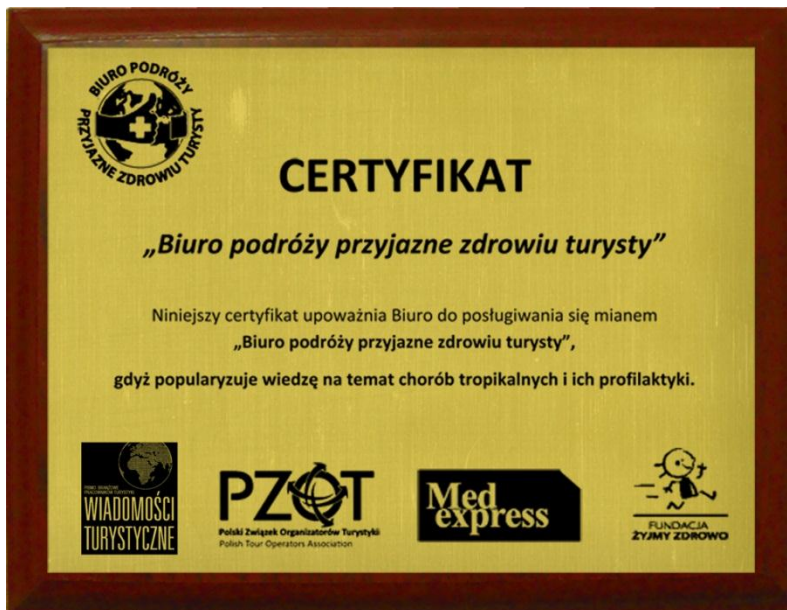 BIURO PODRÓŻY
PRZYJAZNE ZDROWIU TURYSTY
CERTYFIKAT
„Biuro podróży przyjazne zdrowiu turysty”
Niniejszy certyfikat upoważnia Biuro do posługiwania się mianem
„Biuro podróży przyjazne zdrowiu turysty”,
gdyż popularyzuje wiedzę na temat chorób tropikalnych i ich profilaktyki.
WIADOMOŚCI
TURYSTYCZNE
PZOT
Polski Związek Organizatorów Turystyki
Polish Tour Operators Association
Med
express
FUNDACJA
ŻYJMY ZDROWO